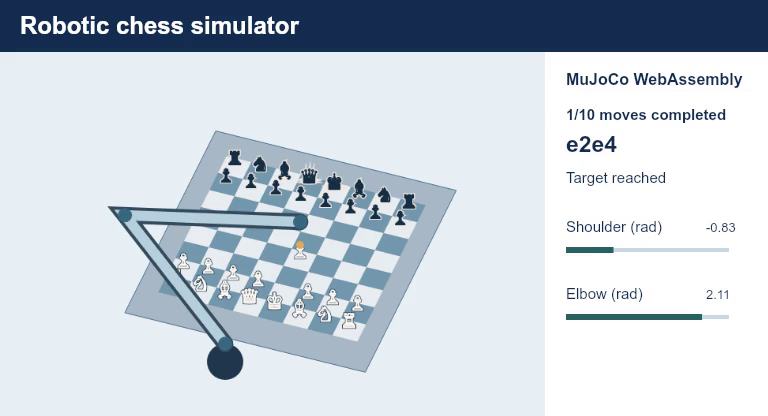 Robotic chess simulator
MuJoCo WebAssembly
1/10 moves completed
e2e4
Target reached
Shoulder (rad) -0.83
Elbow (rad) 2.11